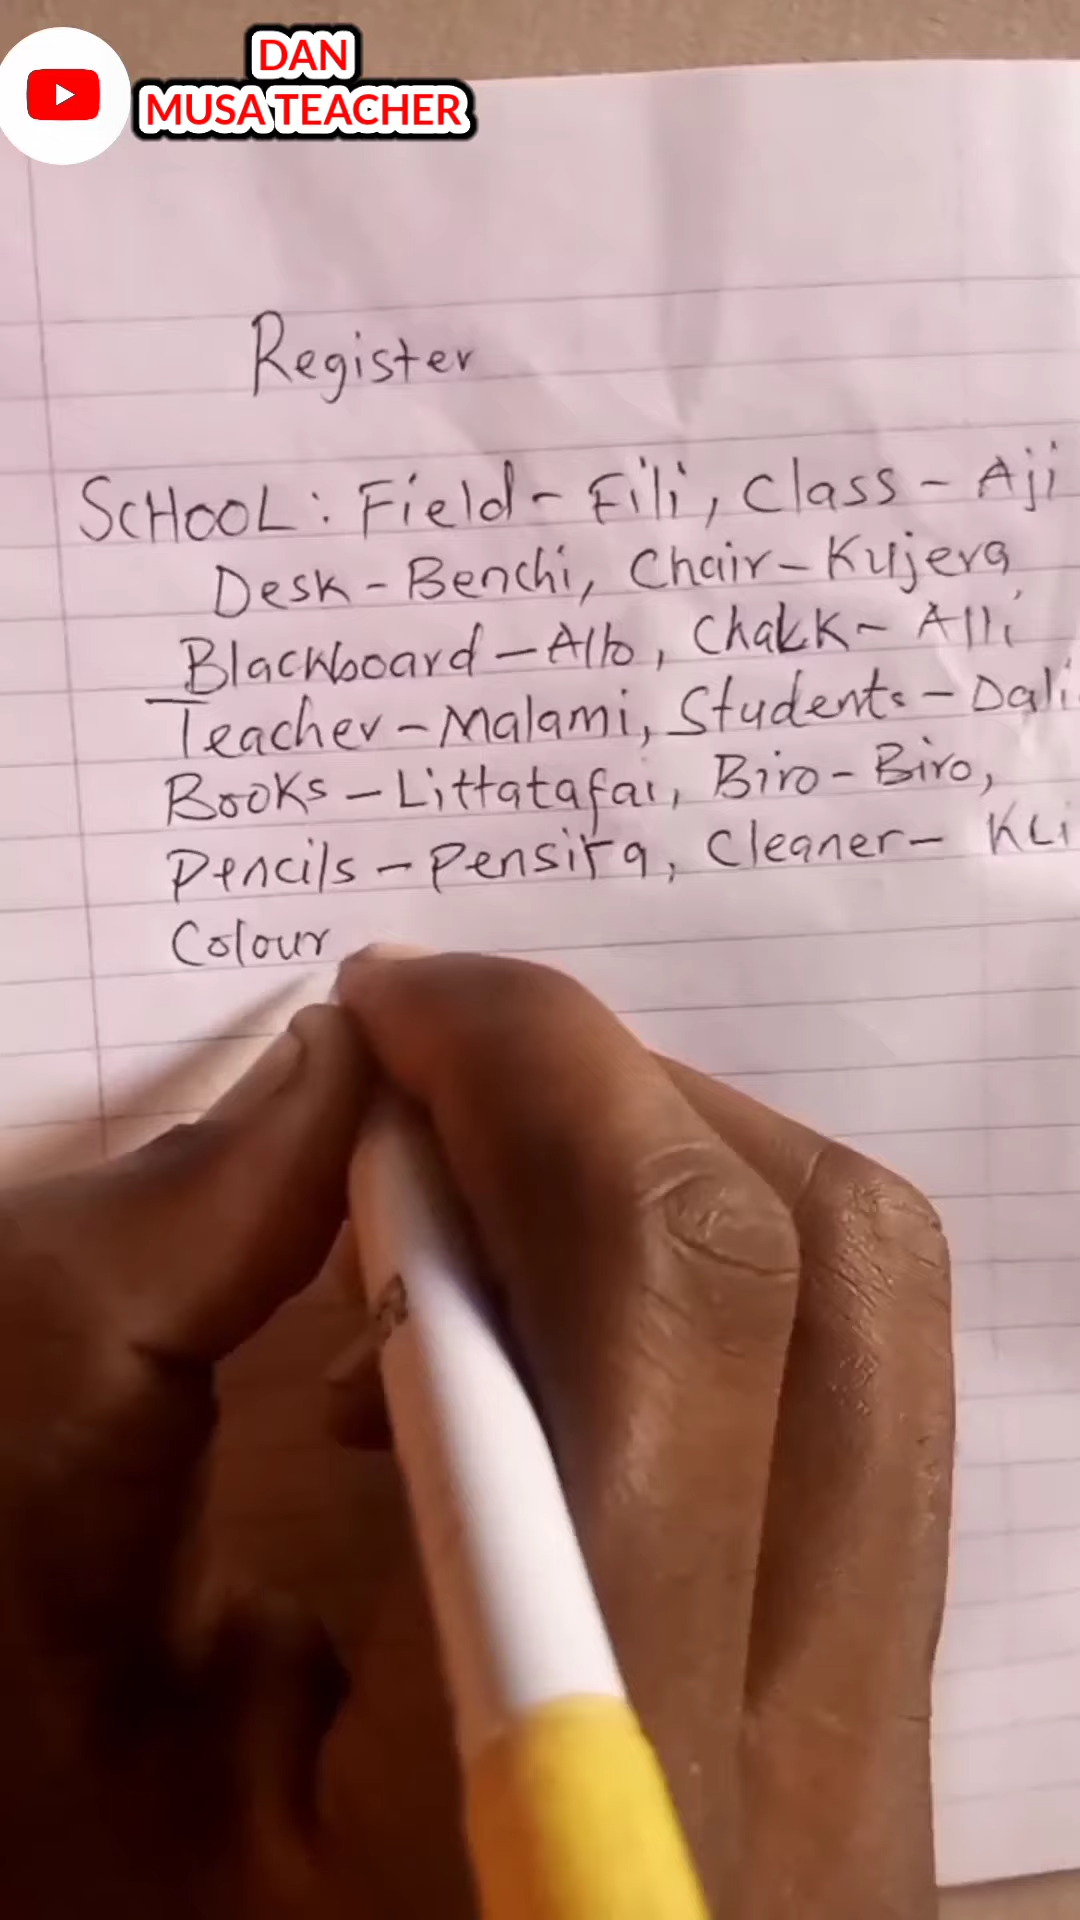 DAN
MUSA TEACHER
Register
SCHOOL: Field - Fili, Class - Aji
Desk - Benchi, Chair - Kujera
Blackboard - Allo, Chalk - Alli
Teacher - Malami, Students - Dali
Books - Littatafai, Biro - Biro,
Pencils - Pensira, Cleaner - Kli
Colour